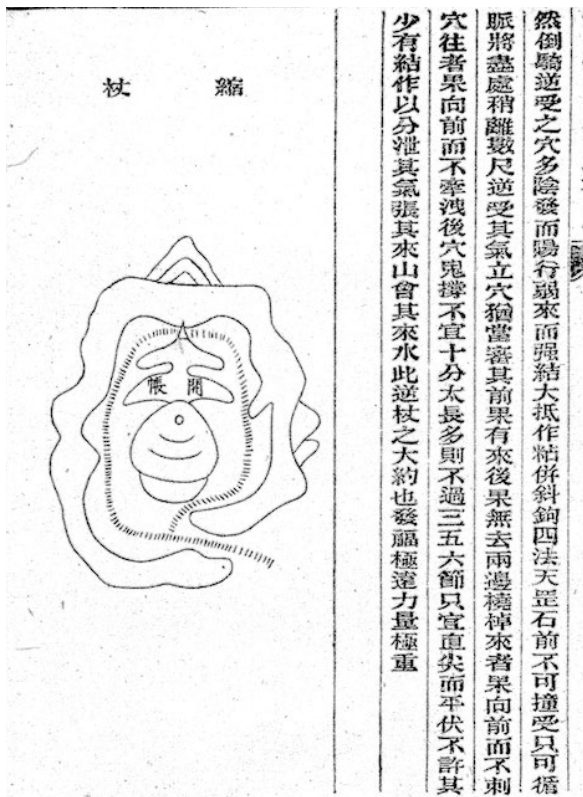 然倒騎逆受之穴多陰發而陽行弱來而强結大抵作粘併斜鉤四法天罡石前不可撞受只可循
脈將盡處稍離數尺逆受其氣立穴猶當審其前果有來後果無去兩邊橈棹來者果向前而不刺
穴往者果向前而不牽洩後穴鬼撐不宜十分太長多則不過三五六節只宜直尖而平伏不許其
少有結作以分泄其氣張其來山會其來水此逆杖之大約也發福極遠力量極重
縮杖
開帳